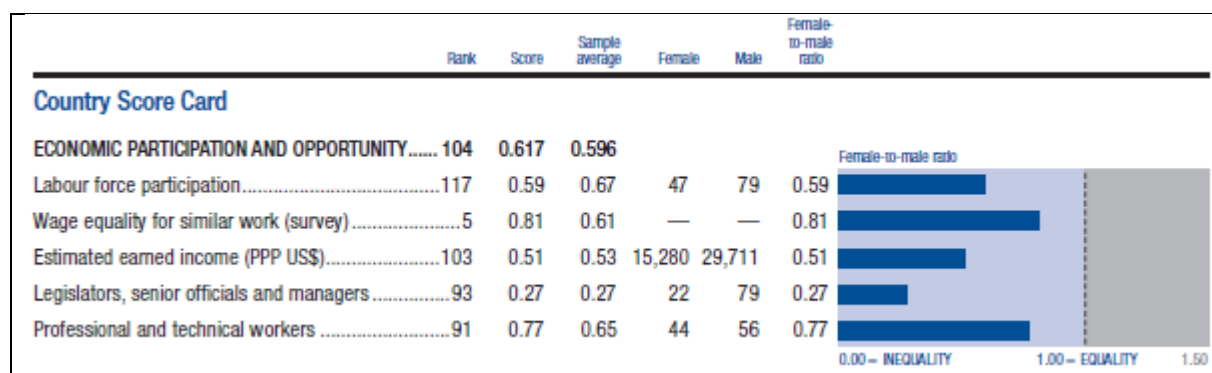 Rank Score Sample average Female Male Female-to-male ratio
Country Score Card
ECONOMIC PARTICIPATION AND OPPORTUNITY...... 104 0.617 0.596
Female-to-male ratio
Labour force participation.......................................117 0.59 0.67 47 79 0.59
Wage equality for similar work (survey)......................5 0.81 0.61 — — 0.81
Estimated earned income (PPP US$)......................103 0.51 0.53 15,280 29,711 0.51
Legislators, senior officials and managers...............93 0.27 0.27 22 79 0.27
Professional and technical workers .........................91 0.77 0.65 44 56 0.77
0.00 – INEQUALITY 1.00 – EQUALITY 1.50